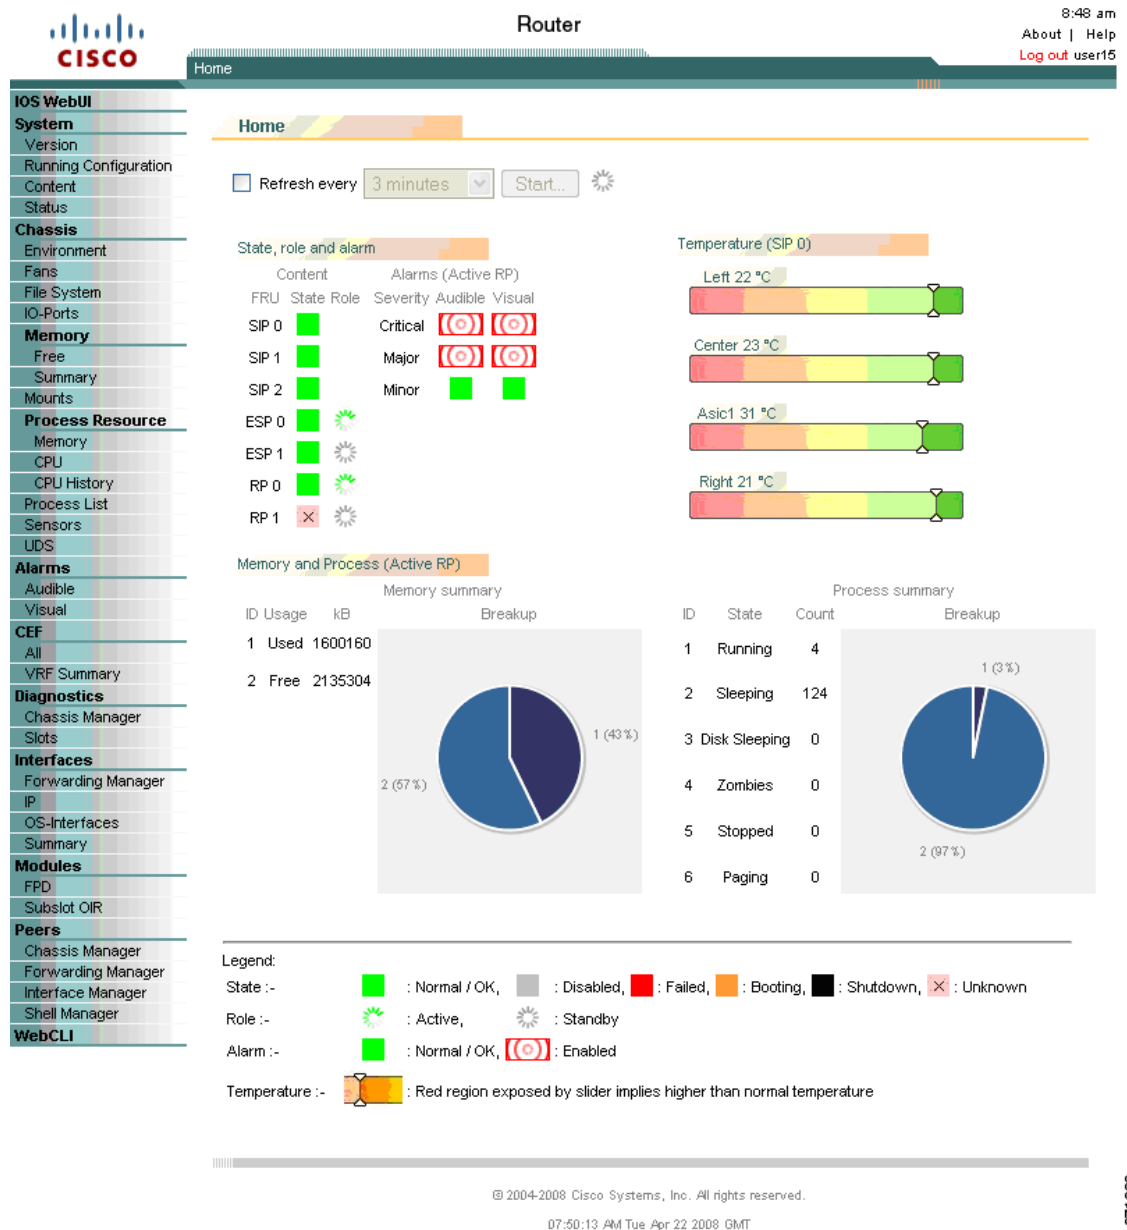 CISCO
Router
8:48 am
About | Help
Log out user15
Home
IOS WebUI
System
Version
Running Configuration
Content
Status
Chassis
Environment
Fans
File System
IO-Ports
Memory
Free
Summary
Mounts
Process Resource
Memory
CPU
CPU History
Process List
Sensors
UDS
Alarms
Audible
Visual
CEF
All
VRF Summary
Diagnostics
Chassis Manager
Slots
Interfaces
Forwarding Manager
IP
OS-Interfaces
Summary
Modules
FPD
Subslot OIR
Peers
Chassis Manager
Forwarding Manager
Interface Manager
Shell Manager
WebCLI
Home
Refresh every 3 minutes Start...
State, role and alarm
Content Alarms (Active RP)
FRU State Role Severity Audible Visual
SIP 0 Critical
SIP 1 Major
SIP 2 Minor
ESP 0
ESP 1
RP 0
RP 1
Temperature (SIP 0)
Left 22 °C
Center 23 °C
Asic1 31 °C
Right 21 °C
Memory and Process (Active RP)
Memory summary
ID Usage kB Breakup
1 Used 1600160
2 Free 2135304
1 (43%)
2 (57%)
Process summary
ID State Count Breakup
1 Running 4
2 Sleeping 124
3 Disk Sleeping 0
4 Zombies 0
5 Stopped 0
6 Paging 0
1 (3%)
2 (97%)
Legend:
State :- : Normal / OK, : Disabled, : Failed, : Booting, : Shutdown, : Unknown
Role :- : Active, : Standby
Alarm :- : Normal / OK, : Enabled
Temperature :- : Red region exposed by slider implies higher than normal temperature
© 2004-2008 Cisco Systems, Inc. All rights reserved.
07:50:13 AM Tue Apr 22 2008 GMT